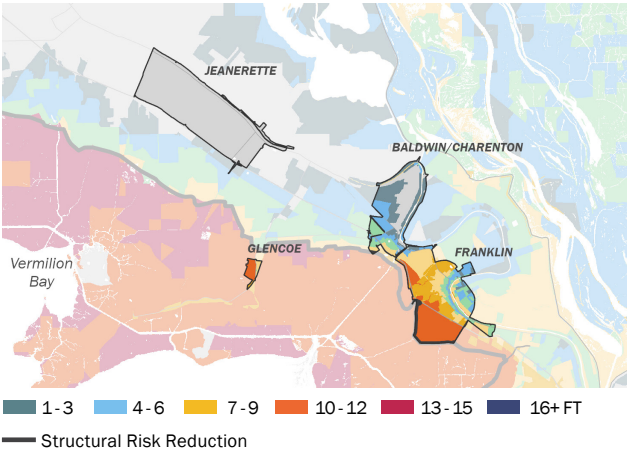 JEANERETTE
BALDWIN/CHARENTON
GLENCOE
FRANKLIN
Vermilion
Bay
1-3 4-6 7-9 10-12 13-15 16+ FT
Structural Risk Reduction